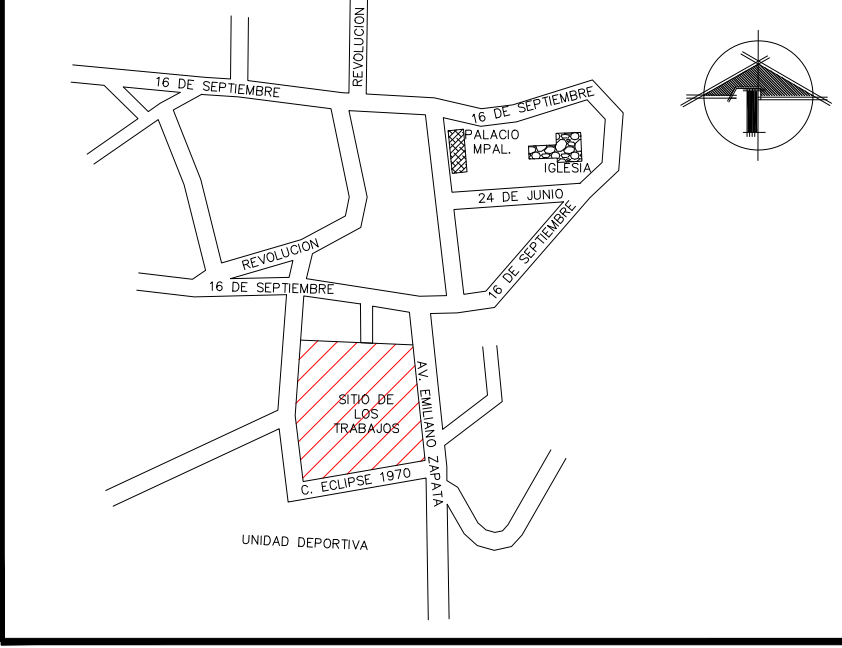 REVOLUCION
16 DE SEPTIEMBRE
16 DE SEPTIEMBRE
PALACIO
MPAL.
IGLESIA
24 DE JUNIO
16 DE SEPTIEMBRE
REVOLUCION
16 DE SEPTIEMBRE
AV. EMILIANO ZAPATA
SITIO DE
LOS
TRABAJOS
C. ECLIPSE 1970
UNIDAD DEPORTIVA